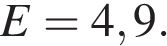 E = 4,9.